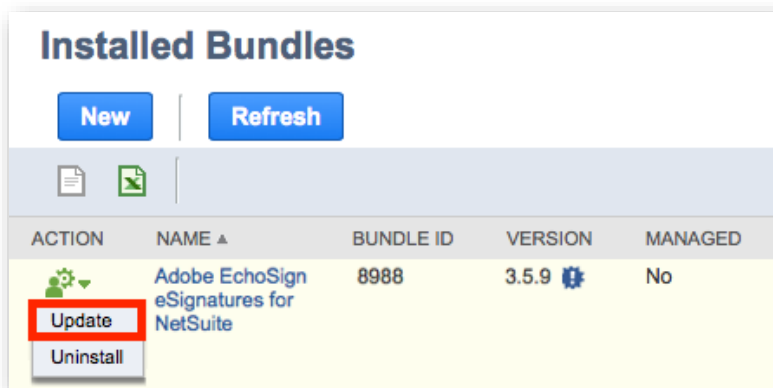 Installed Bundles
New
Refresh
ACTION NAME BUNDLE ID VERSION MANAGED
Adobe EchoSign 8988 3.5.9 No
eSignatures for
NetSuite
Update
Uninstall